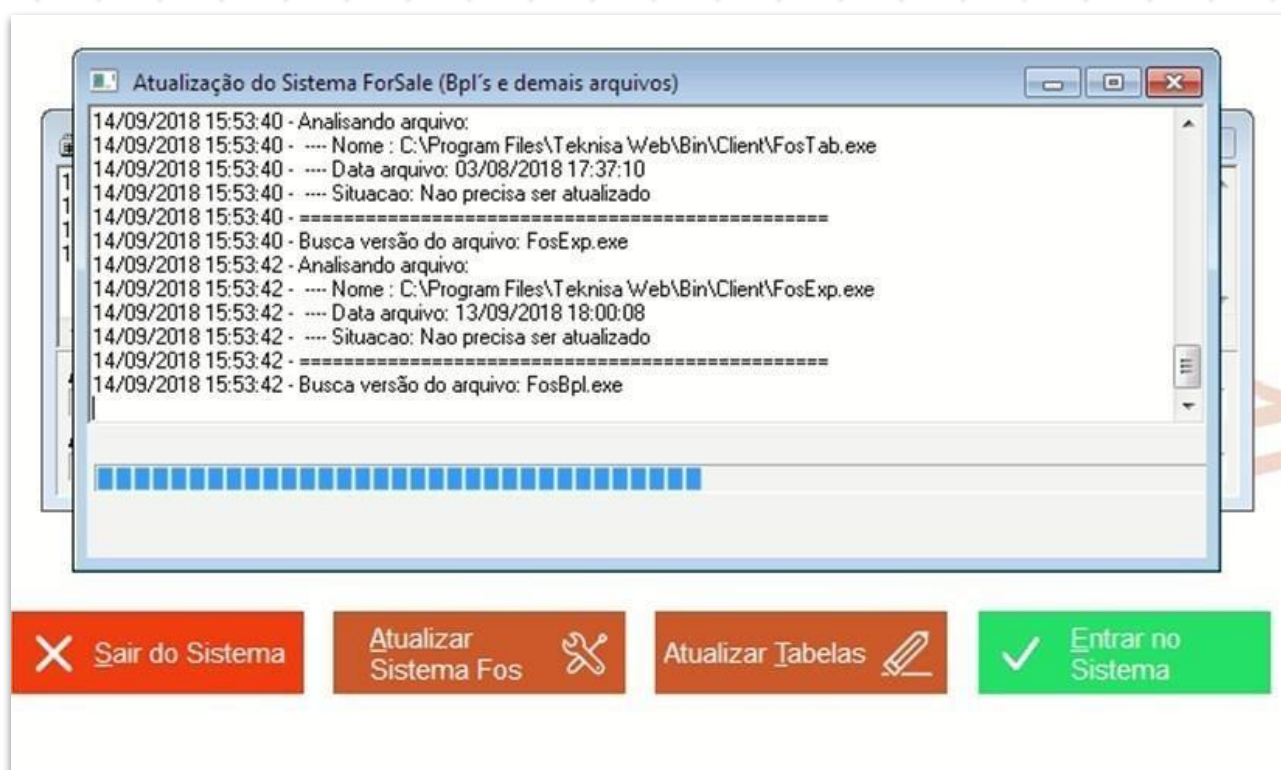 Atualização do Sistema ForSale (Bpl´s e demais arquivos)
14/09/2018 15:53:40 - Analisando arquivo:
14/09/2018 15:53:40 -  ---- Nome : C:\Program Files\Teknisa Web\Bin\Client\FosTab.exe
14/09/2018 15:53:40 -  ---- Data arquivo: 03/08/2018 17:37:10
14/09/2018 15:53:40 -  ---- Situacao: Nao precisa ser atualizado
14/09/2018 15:53:40 - ================================================
14/09/2018 15:53:40 - Busca versão do arquivo: FosExp.exe
14/09/2018 15:53:42 - Analisando arquivo:
14/09/2018 15:53:42 -  ---- Nome : C:\Program Files\Teknisa Web\Bin\Client\FosExp.exe
14/09/2018 15:53:42 -  ---- Data arquivo: 13/09/2018 18:00:08
14/09/2018 15:53:42 -  ---- Situacao: Nao precisa ser atualizado
14/09/2018 15:53:42 - ================================================
14/09/2018 15:53:42 - Busca versão do arquivo: FosBpl.exe
Sair do Sistema
Atualizar
Sistema Fos
Atualizar Tabelas
Entrar no
Sistema